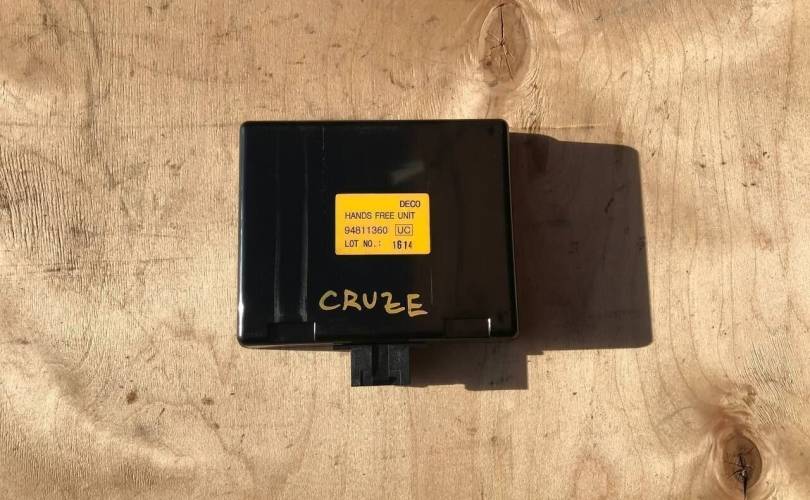 DECO
HANDS FREE UNIT
94811360 UC
LOT NO.: 1614
CRUZE